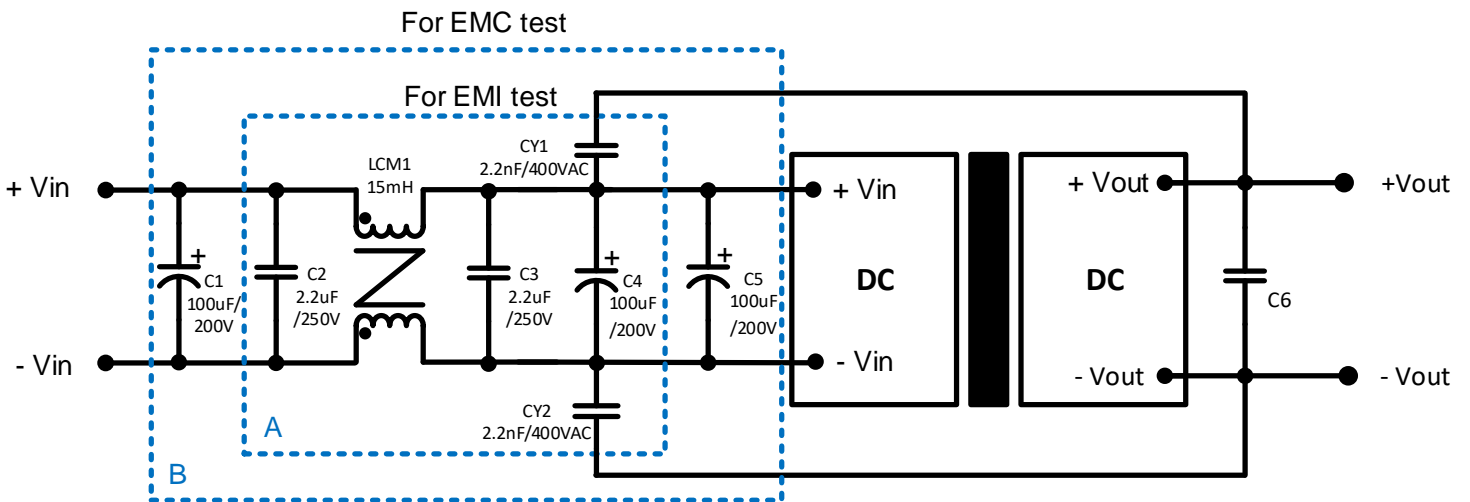 For EMC test
For EMI test
LCM1
15mH
CY1
2.2nF/400VAC
+ Vin
+ Vin
+ Vout
+Vout
+
C1
100uF/
200V
C2
2.2uF
/250V
C3
2.2uF
/250V
+
C4
100uF
/200V
+
C5
100uF
/200V
DC
DC
C6
- Vin
- Vin
- Vout
- Vout
CY2
2.2nF/400VAC
A
B